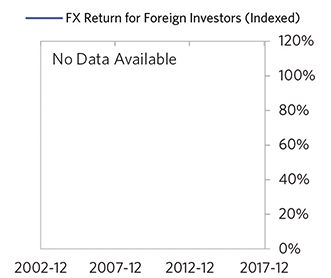 FX Return for Foreign Investors (Indexed)
No Data Available
120%
100%
80%
60%
40%
20%
0%
2002-12 2007-12 2012-12 2017-12